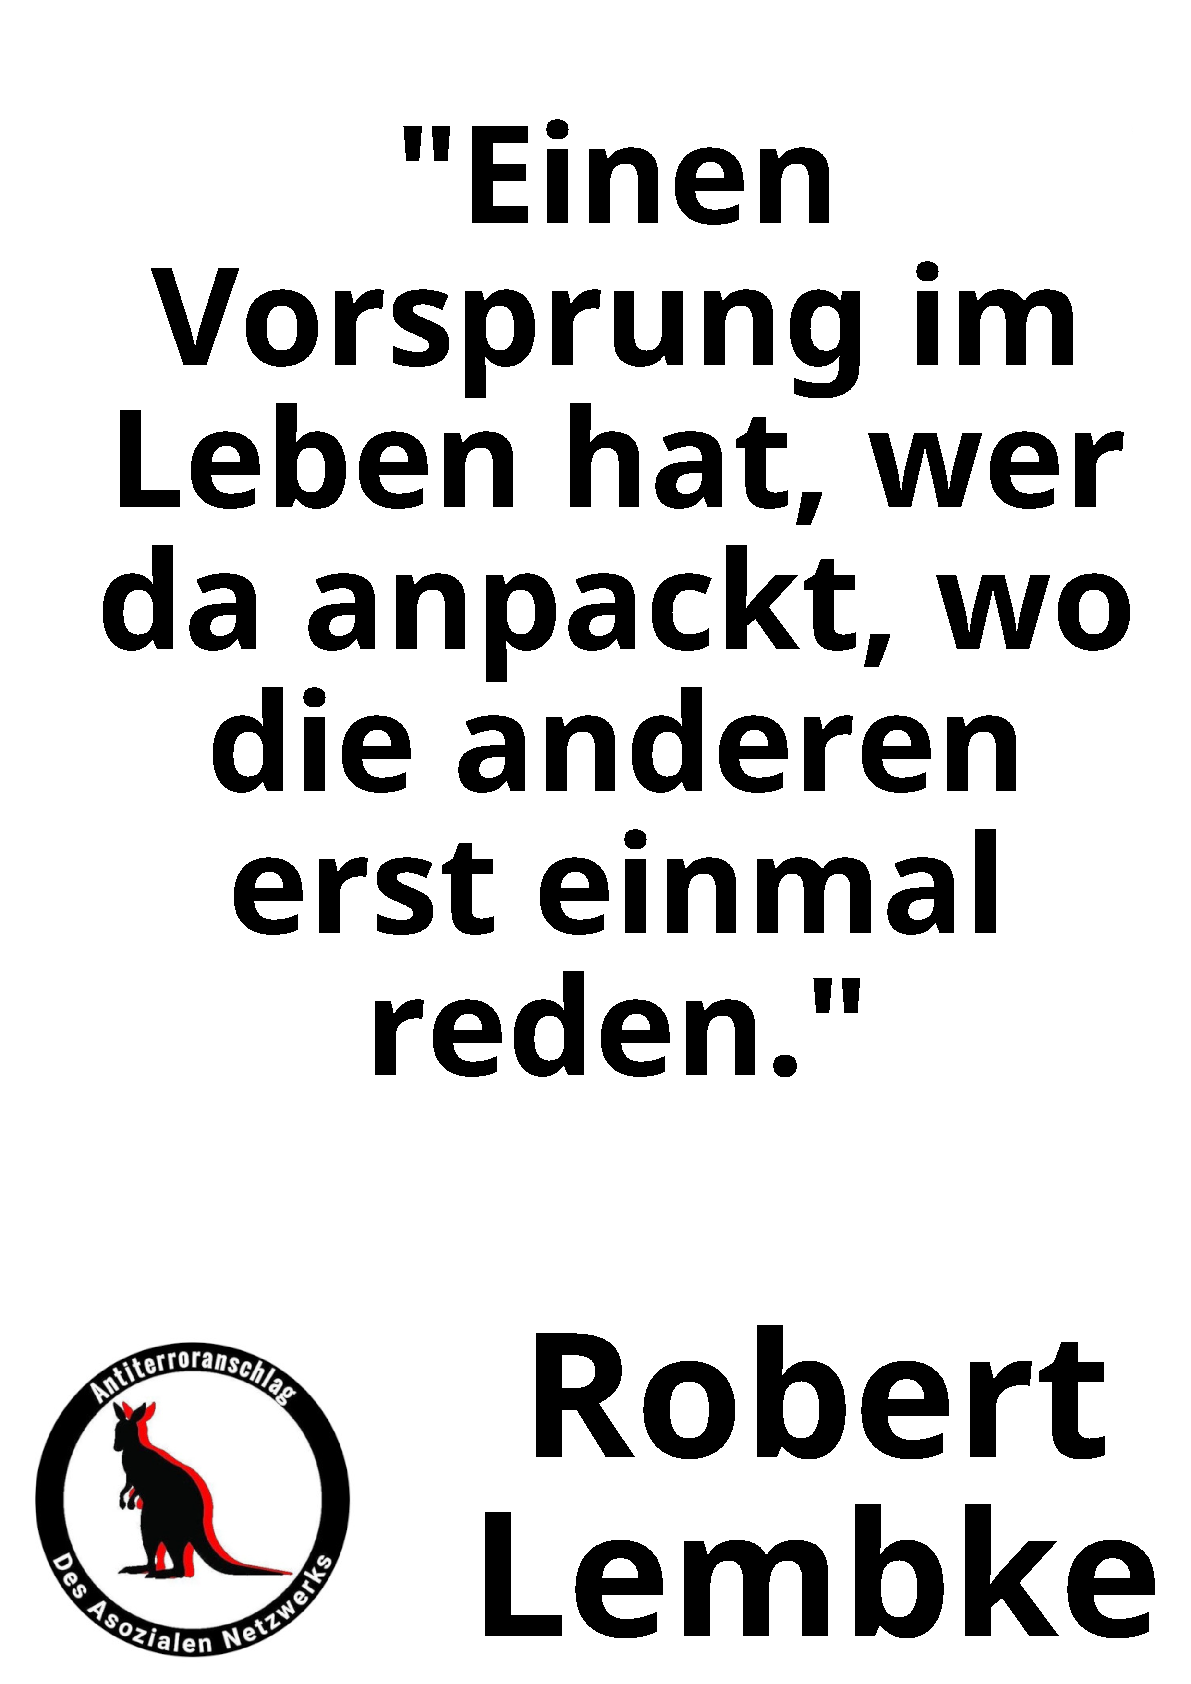 "Einen
Vorsprung im
Leben hat, wer
da anpackt, wo
die anderen
erst einmal
reden."
Antiterroranschlag
Des Asozialen Netzwerks
Robert
Lembke